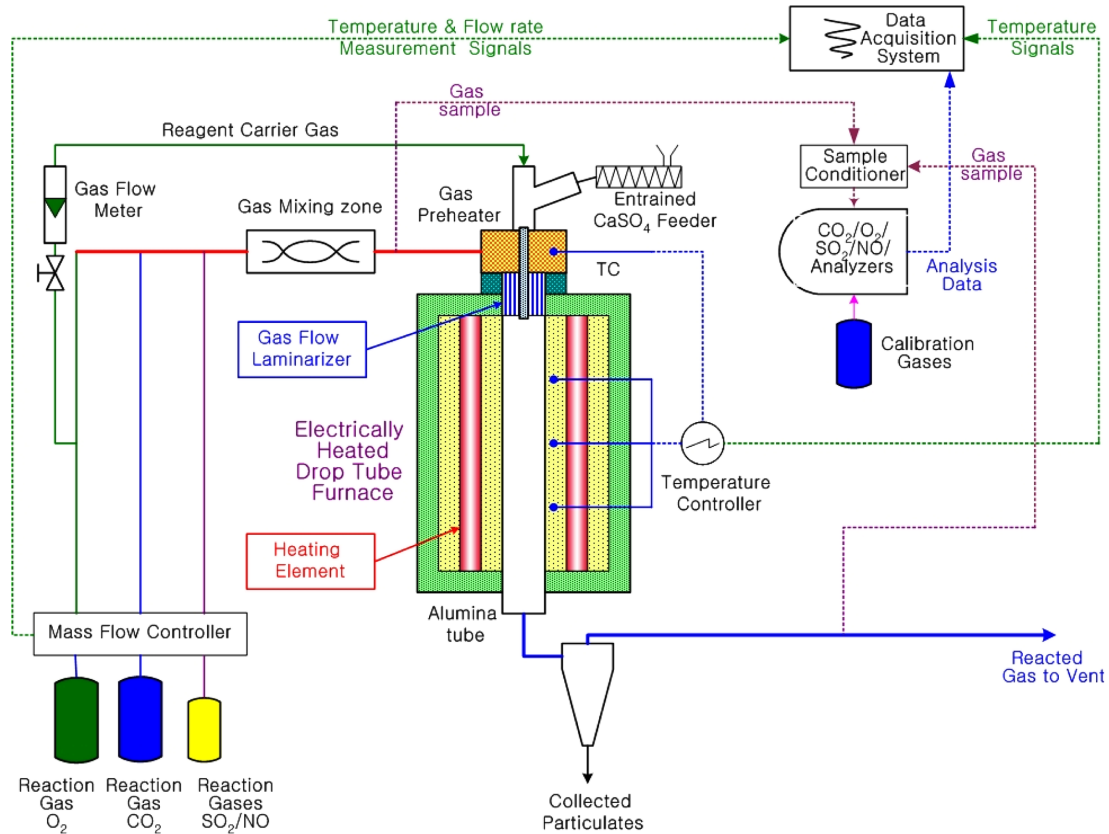 Temperature & Flow rate
Measurement Signals
Data
Acquisition
System
Temperature
Signals
Gas
sample
Reagent Carrier Gas
Sample
Conditioner
Gas
sample
Gas Flow
Meter
Gas Mixing zone
Gas
Preheater
Entrained
CaSO₄ Feeder
CO₂/O₂/
SO₂/NO/
Analyzers
TC
Analysis
Data
Gas Flow
Laminarizer
Calibration
Gases
Electrically
Heated
Drop Tube
Furnace
Temperature
Controller
Heating
Element
Alumina
tube
Mass Flow Controller
Reacted
Gas to Vent
Reaction
Gas
O₂
Reaction
Gas
CO₂
Reaction
Gases
SO₂/NO
Collected
Particulates